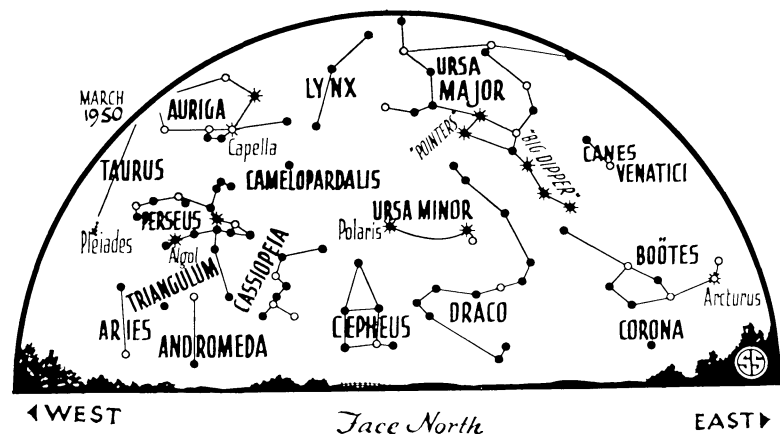 MARCH
1950
AURIGA
Capella
LYNX
URSA
MAJOR
"POINTERS"
"BIG DIPPER"
CANES
VENATICI
TAURUS
Pleiades
CAMELOPARDALIS
PERSEUS
Algol
TRIANGULUM
CASSIOPEIA
Polaris
URSA MINOR
BOÖTES
Arcturus
ARIES
ANDROMEDA
CEPHEUS
DRACO
CORONA
SS
WEST
Face North
EAST